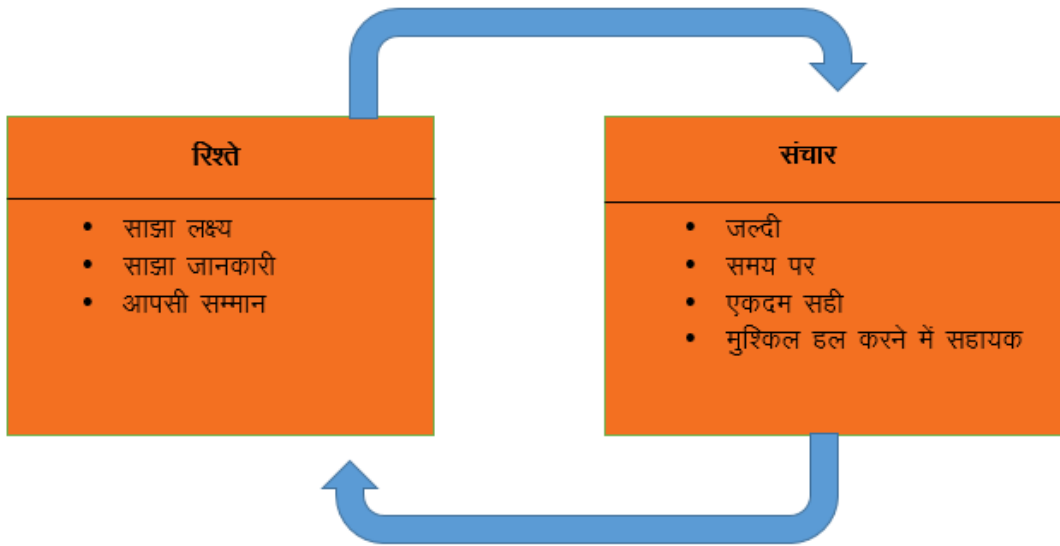 रिश्ते
• साझा लक्ष्य
• साझा जानकारी
• आपसी सम्मान
संचार
• जल्दी
• समय पर
• एकदम सही
• मुश्किल हल करने में सहायक